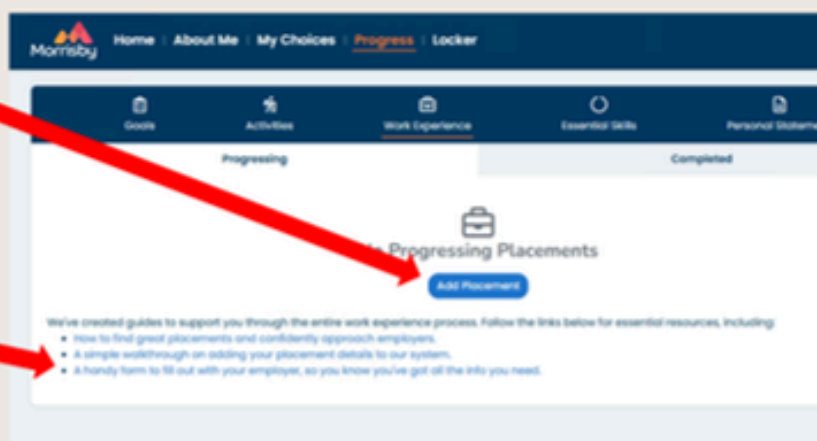 Morrisby
Home | About Me | My Choices | Progress | Locker
Goals Activities Work Experience Essential Skills Personal Stateme
Progressing Completed
Progressing Placements
Add Placement
We've created guides to support you through the entire work experience process. Follow the links below for essential resources, including:
• How to find great placements and confidently approach employers.
• A simple walkthrough on adding your placement details to our system.
• A handy form to fill out with your employer, so you know you've got all the info you need.